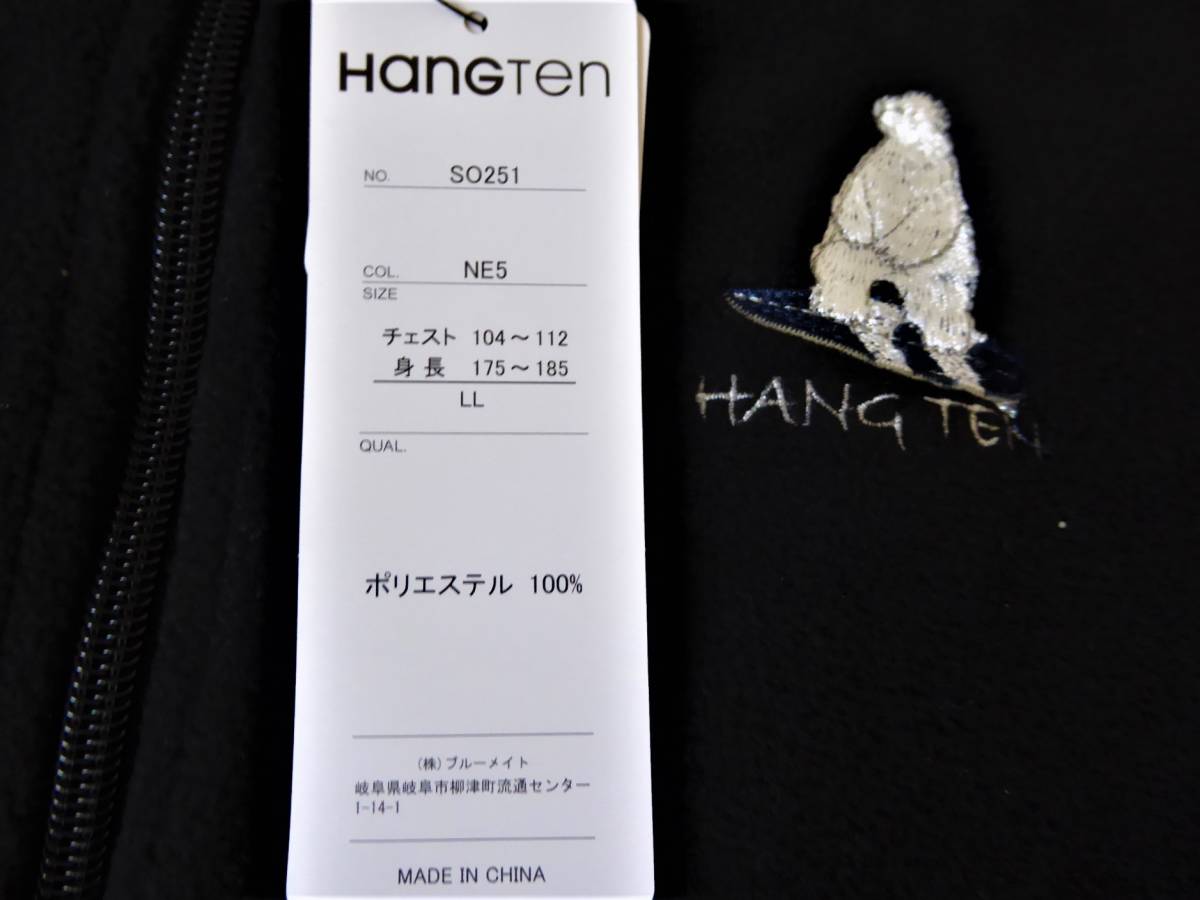 HANGTEN
NO. SO251
COL. NE5
SIZE
チェスト 104～112
身長 175～185
LL
QUAL.
ポリエステル 100%
(株)ブルーメイト
岐阜県岐阜市柳津町流通センター
1-14-1
MADE IN CHINA
HANG TEN